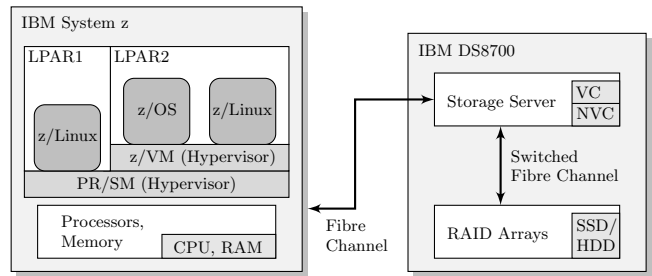 IBM System z
LPAR1
LPAR2
z/Linux
z/OS
z/Linux
z/VM (Hypervisor)
PR/SM (Hypervisor)
Processors,
Memory
CPU, RAM
Fibre
Channel
IBM DS8700
Storage Server
VC
NVC
Switched
Fibre Channel
RAID Arrays
SSD/
HDD